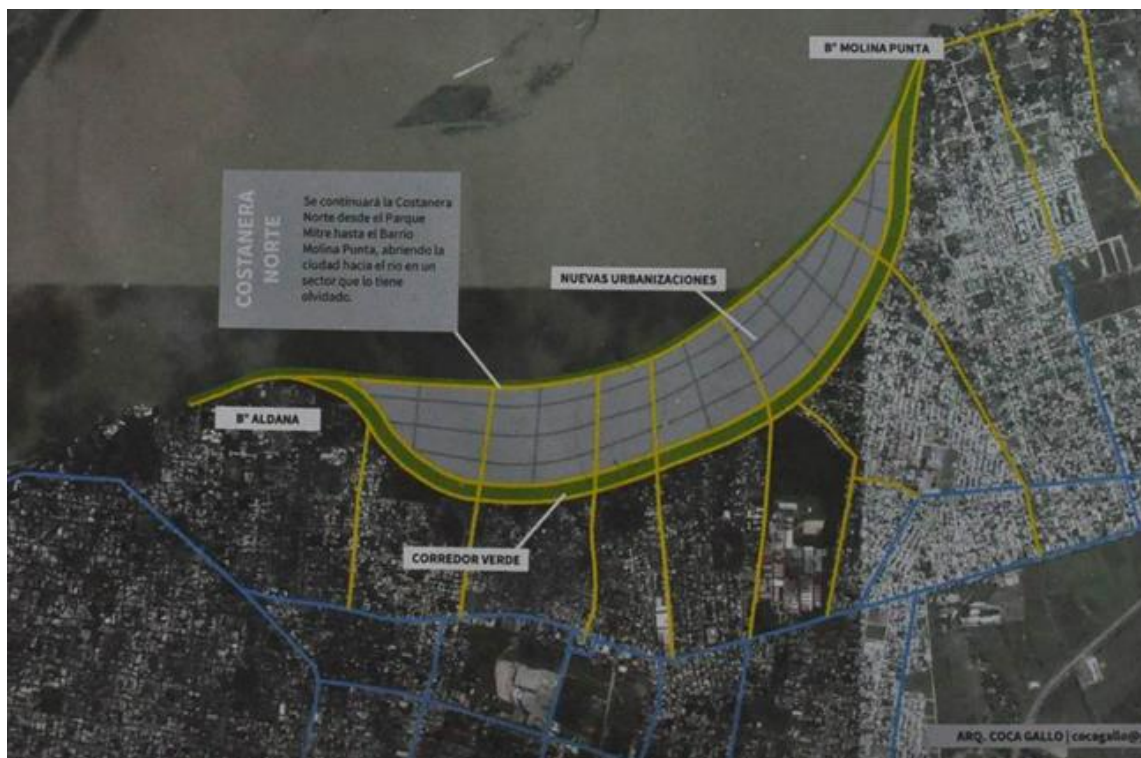 B° MOLINA PUNTA
COSTANERA
NORTE
Se continuará la Costanera
Norte desde el Parque
Mitre hasta el Barrio
Molina Punta, abriendo la
ciudad hacia el rio en un
sector que lo tiene
olvidado.
NUEVAS URBANIZACIONES
B° ALDANA
CORREDOR VERDE
ARQ. COCA GALLO | cocagallo@